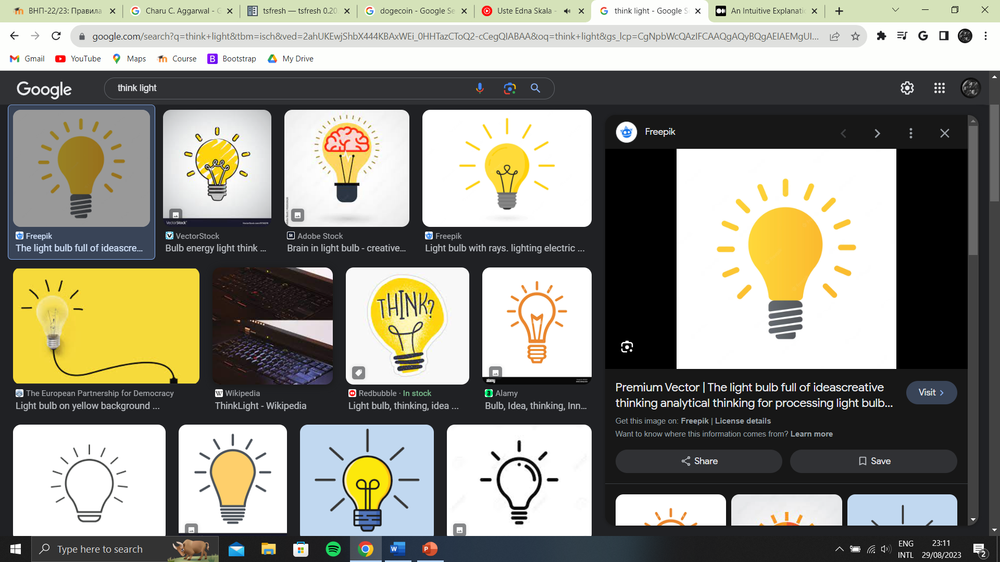 ВНП-22/23: Правила
Charu C. Aggarwal - G
tsfresh — tsfresh 0.20
dogecoin - Google Se
Uste Edna Skala -
think light - Google S
An Intuitive Explanati
google.com/search?q=think+light&tbm=isch&ved=2ahUKEwjShbX444KBAxWEi_0HHTazCToQ2-cCegQIABAA&oq=think+light&gs_lcp=CgNpbWcQAzIFCAAQgAQyBQgAEIAEMgUI...
Gmail
YouTube
Maps
Course
B Bootstrap
My Drive
Google
think light
Freepik
The light bulb full of ideascre...
VectorStock®
VectorStock
Bulb energy light think ...
St Adobe Stock
Brain in light bulb - creative...
Freepik
Light bulb with rays. lighting electric ...
The European Partnership for Democracy
Light bulb on yellow background ...
W Wikipedia
ThinkLight - Wikipedia
THINK?
Redbubble · In stock
Light bulb, thinking, idea ...
alamy
a Alamy
Bulb, Idea, thinking, Inn...
Freepik
Premium Vector | The light bulb full of ideascreative
thinking analytical thinking for processing light bulb...
Visit
Get this image on: Freepik | License details
Want to know where this information comes from? Learn more
Share
Save
Type here to search
W
P
ENG
INTL
23:11
29/08/2023
2